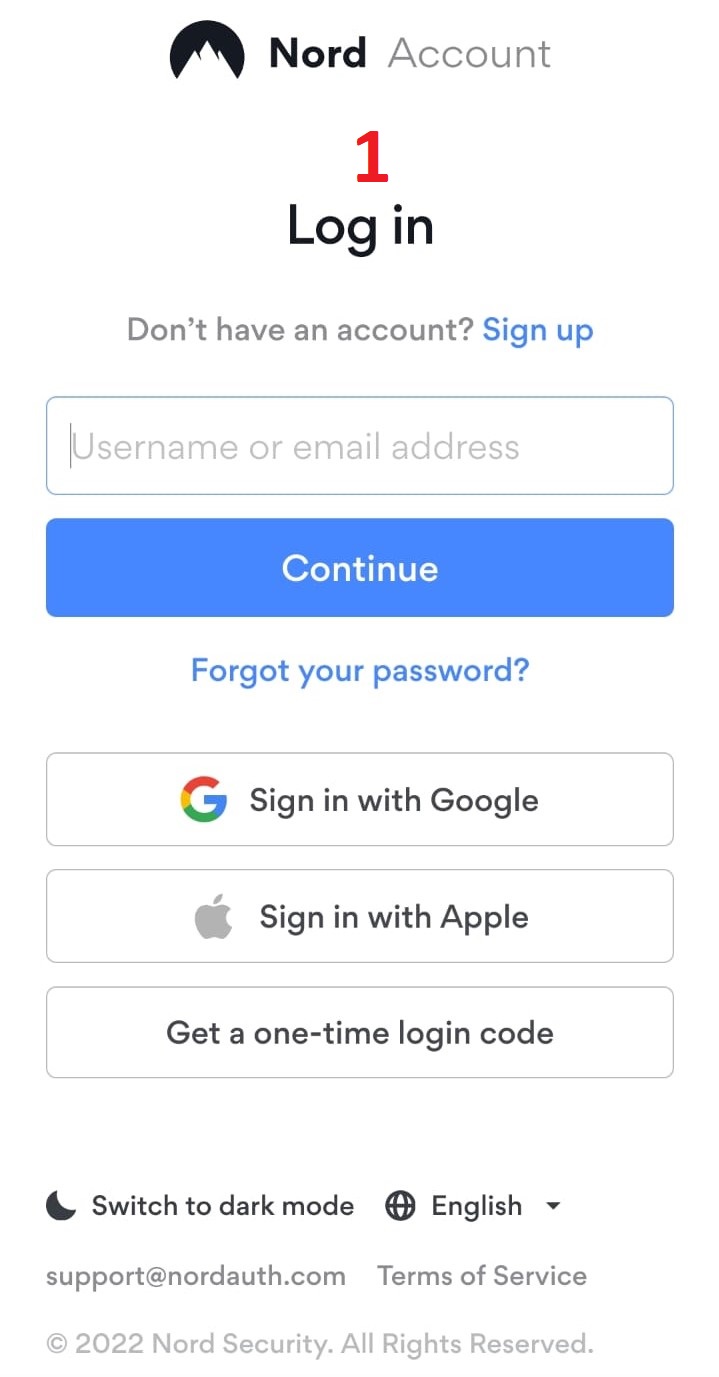 Nord Account
1
Log in
Don’t have an account? Sign up
Username or email address
Continue
Forgot your password?
Sign in with Google
Sign in with Apple
Get a one-time login code
Switch to dark mode English
support@nordauth.com Terms of Service
© 2022 Nord Security. All Rights Reserved.